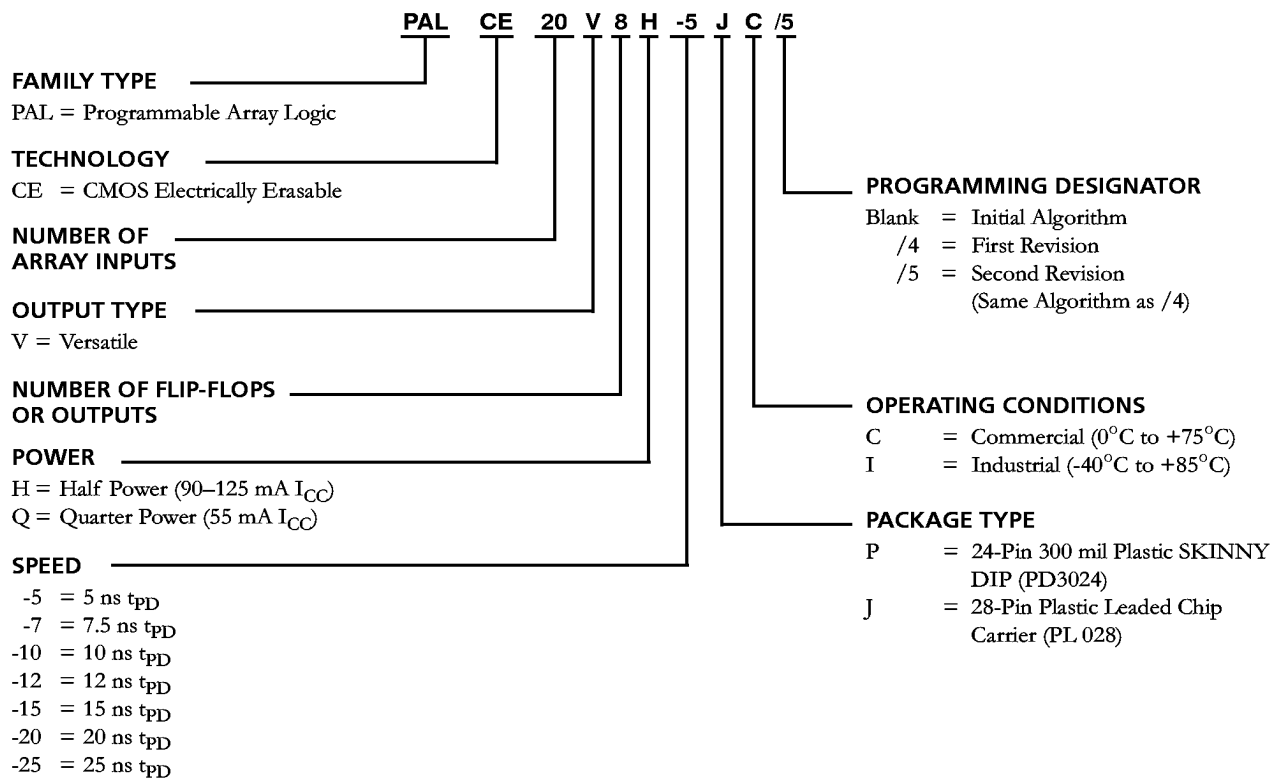 PAL CE 20 V 8 H -5 J C /5
FAMILY TYPE
PAL = Programmable Array Logic
TECHNOLOGY
CE = CMOS Electrically Erasable
NUMBER OF
ARRAY INPUTS
OUTPUT TYPE
V = Versatile
NUMBER OF FLIP-FLOPS
OR OUTPUTS
POWER
H = Half Power (90–125 mA ICC)
Q = Quarter Power (55 mA ICC)
SPEED
-5 = 5 ns tPD
-7 = 7.5 ns tPD
-10 = 10 ns tPD
-12 = 12 ns tPD
-15 = 15 ns tPD
-20 = 20 ns tPD
-25 = 25 ns tPD
PROGRAMMING DESIGNATOR
Blank = Initial Algorithm
/4 = First Revision
/5 = Second Revision
(Same Algorithm as /4)
OPERATING CONDITIONS
C = Commercial (0°C to +75°C)
I = Industrial (-40°C to +85°C)
PACKAGE TYPE
P = 24-Pin 300 mil Plastic SKINNY
DIP (PD3024)
J = 28-Pin Plastic Leaded Chip
Carrier (PL 028)